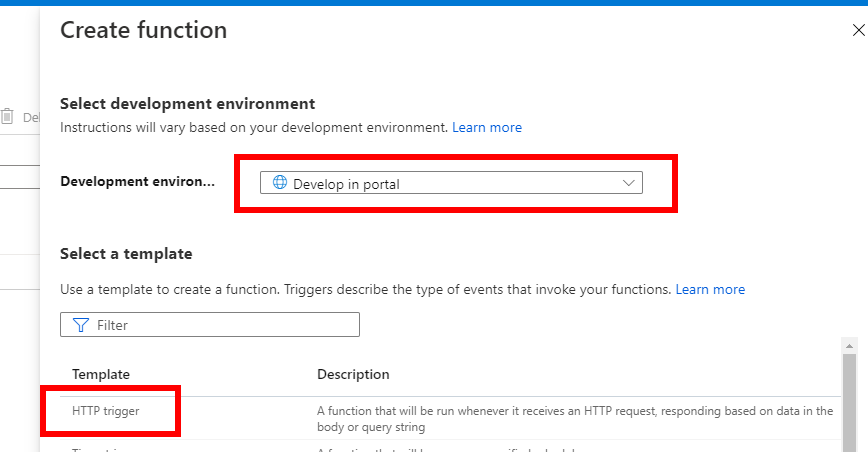 Create function
Select development environment
Del
Instructions will vary based on your development environment. Learn more
Development environ...
Develop in portal
Select a template
Use a template to create a function. Triggers describe the type of events that invoke your functions. Learn more
Filter
Template Description
HTTP trigger A function that will be run whenever it receives an HTTP request, responding based on data in the
body or query string